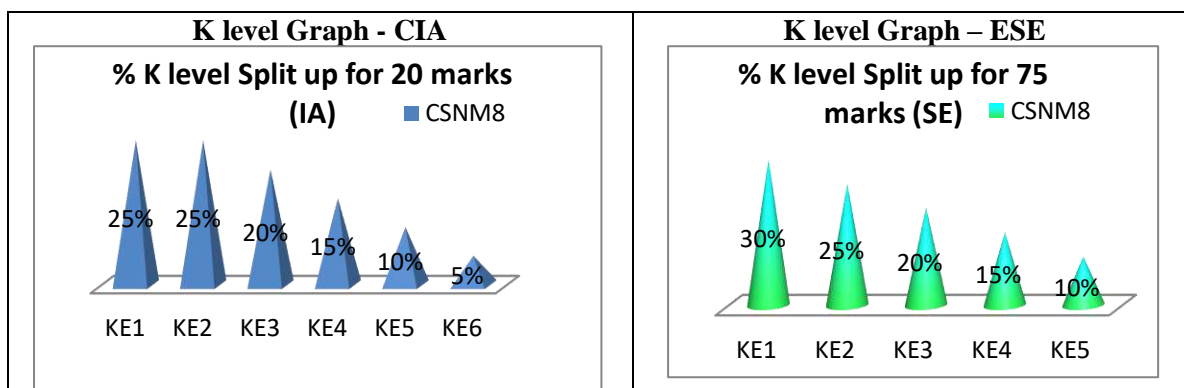 K level Graph - CIA
% K level Split up for 20 marks
(IA)
CSNM8
25%
25%
20%
15%
10%
5%
KE1
KE2
KE3
KE4
KE5
KE6
K level Graph – ESE
% K level Split up for 75
marks (SE)
CSNM8
30%
25%
20%
15%
10%
KE1
KE2
KE3
KE4
KE5